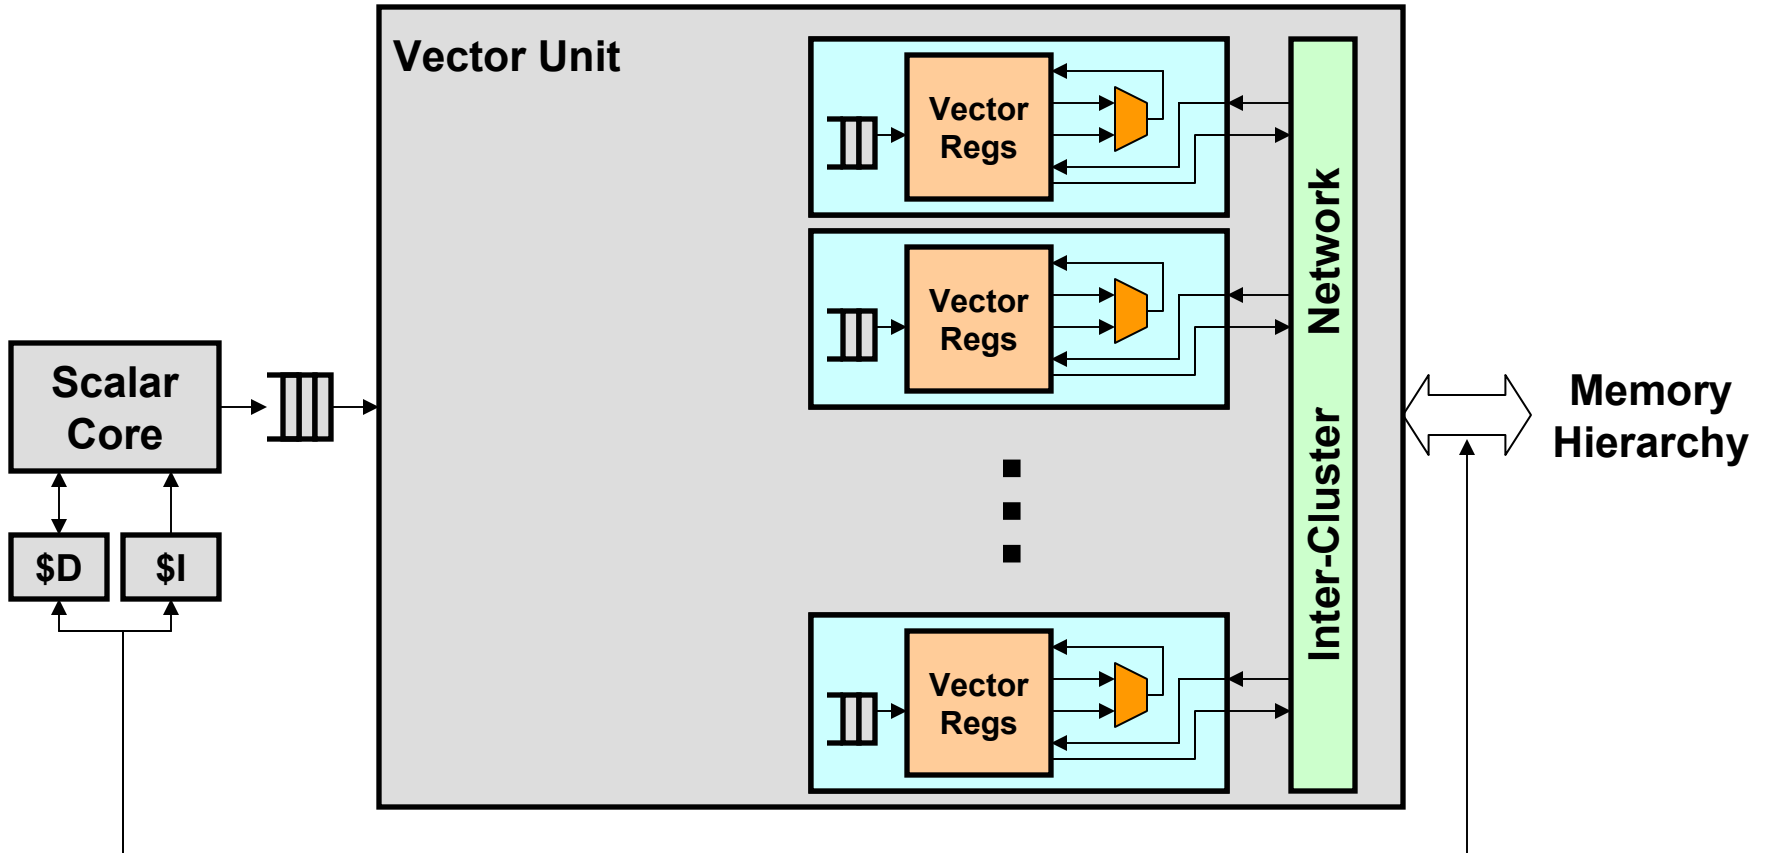 Vector Unit
Vector
Regs
Vector
Regs
Vector
Regs
Inter-Cluster Network
Scalar
Core
$D
$I
Memory
Hierarchy